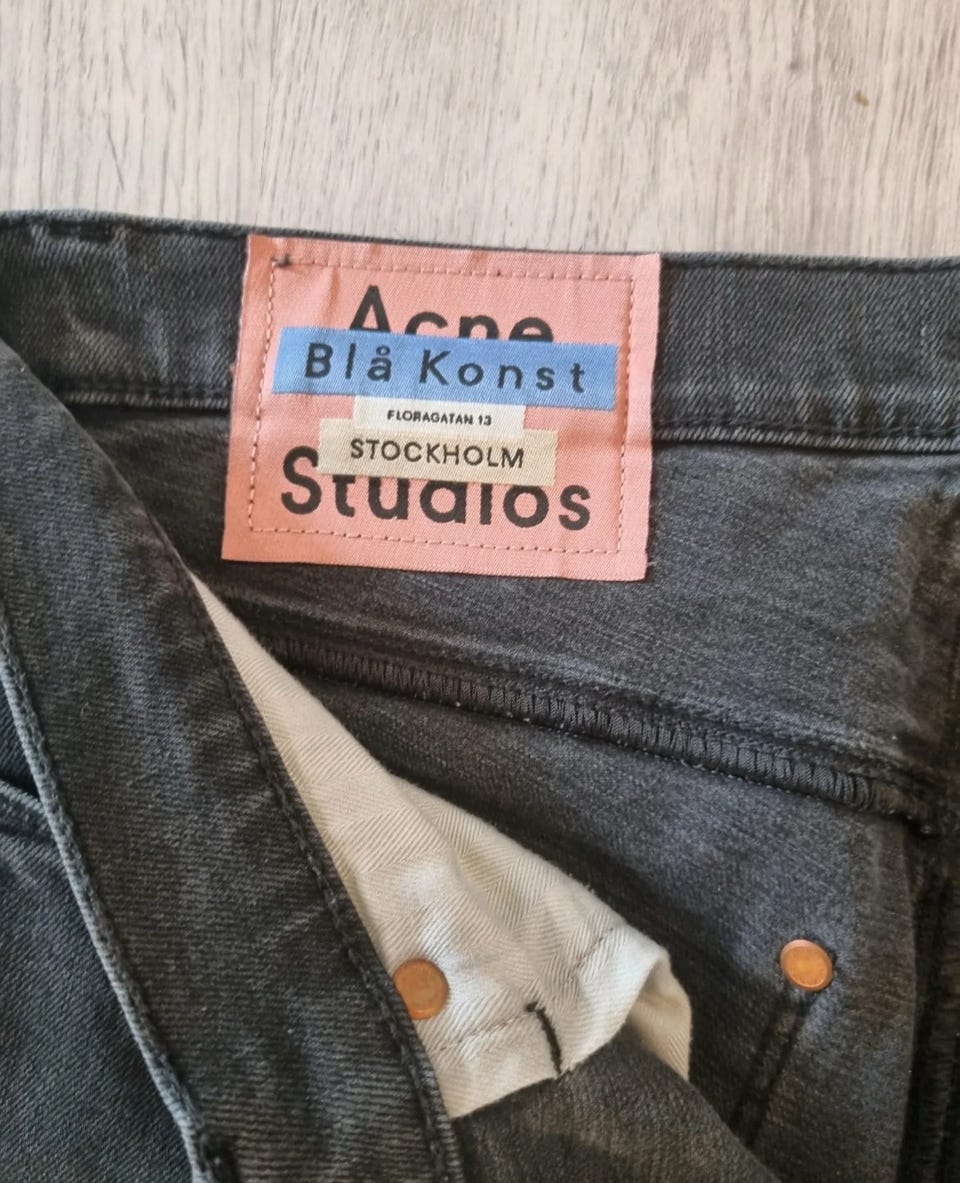 Acne
Blå Konst
FLORAGATAN 13
STOCKHOLM
Studios